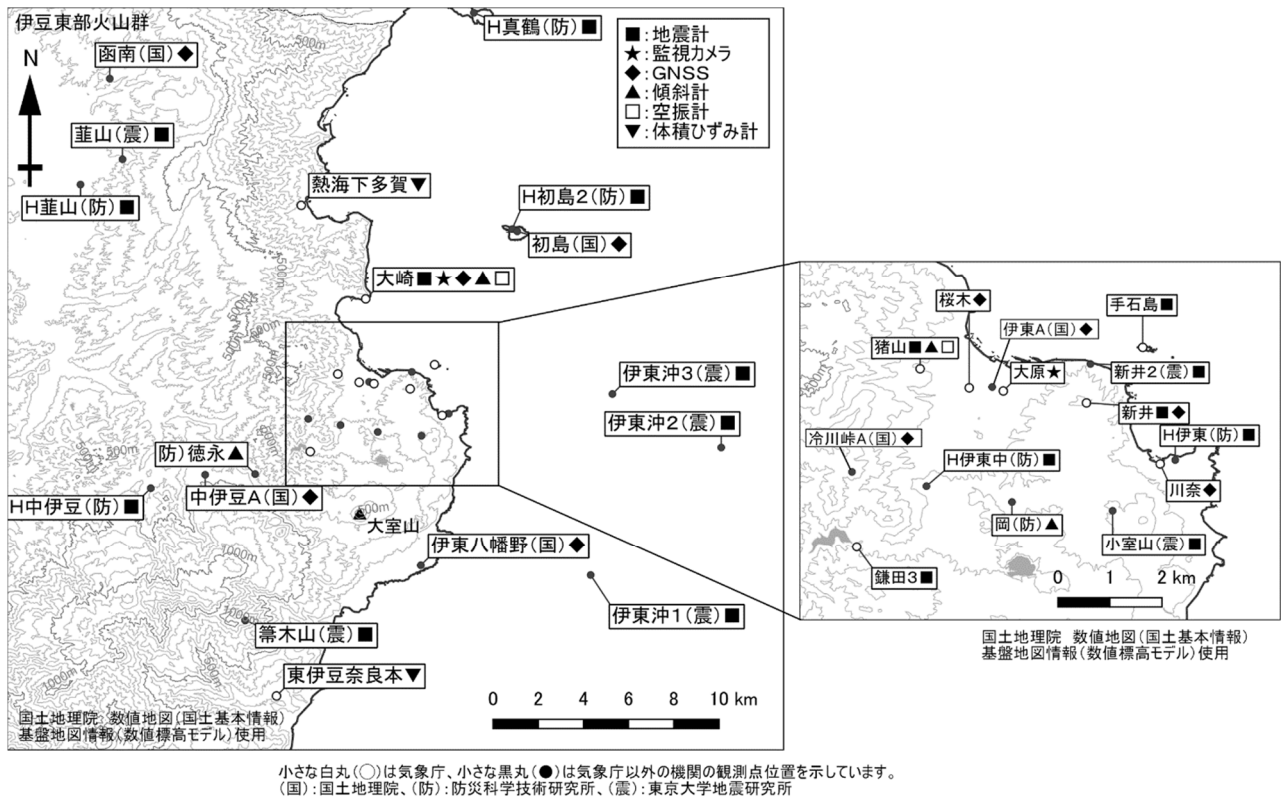 伊豆東部火山群
N
函南(国)◆
韮山(震)■
H韮山(防)■
H真鶴(防)■
■:地震計
★:監視カメラ
◆:GNSS
▲:傾斜計
□:空振計
▼:体積ひずみ計
熱海下多賀▼
H初島2(防)■
初島(国)◆
大崎■★◆▲□
伊東沖3(震)■
伊東沖2(震)■
防)徳永▲
中伊豆A(国)◆
H中伊豆(防)■
大室山
伊東八幡野(国)◆
伊東沖1(震)■
箒木山(震)■
東伊豆奈良本▼
500m
500m
500m
500m
500m
500m
500m
1000m
1000m
1000m
500m
0 2 4 6 8 10 km
国土地理院 数値地図(国土基本情報)
基盤地図情報(数値標高モデル)使用
桜木◆
手石島■
伊東A(国)◆
猪山■▲□
大原★
新井2(震)■
新井■◆
H伊東(防)■
冷川峠A(国)◆
H伊東中(防)■
川奈◆
岡(防)▲
小室山(震)■
鎌田3■
500m
0 1 2 km
国土地理院 数値地図(国土基本情報)
基盤地図情報(数値標高モデル)使用
小さな白丸(○)は気象庁、小さな黒丸(●)は気象庁以外の機関の観測点位置を示しています。
(国):国土地理院、(防):防災科学技術研究所、(震):東京大学地震研究所